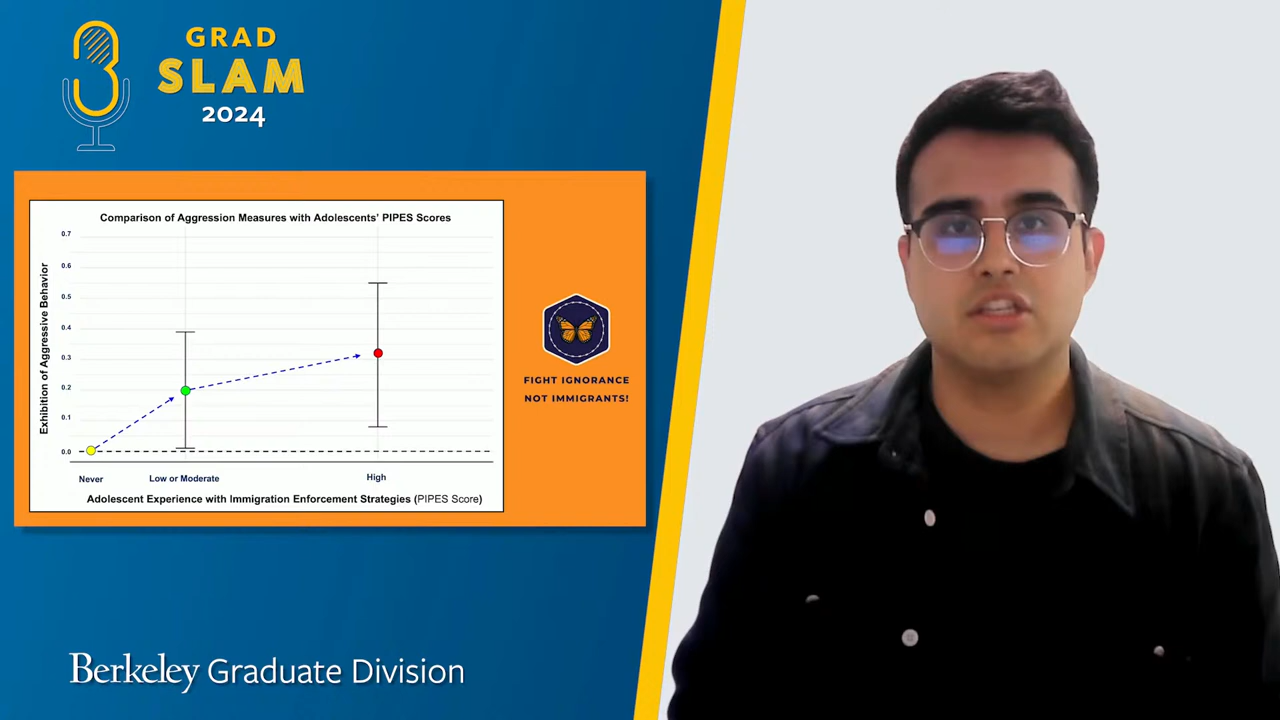 GRAD
SLAM
2024
Comparison of Aggression Measures with Adolescents' PIPES Scores
Exhibition of Aggressive Behavior
0.7
0.6
0.5
0.4
0.3
0.2
0.1
0.0
Never
Low or Moderate
High
Adolescent Experience with Immigration Enforcement Strategies (PIPES Score)
FIGHT IGNORANCE
NOT IMMIGRANTS!
Berkeley Graduate Division